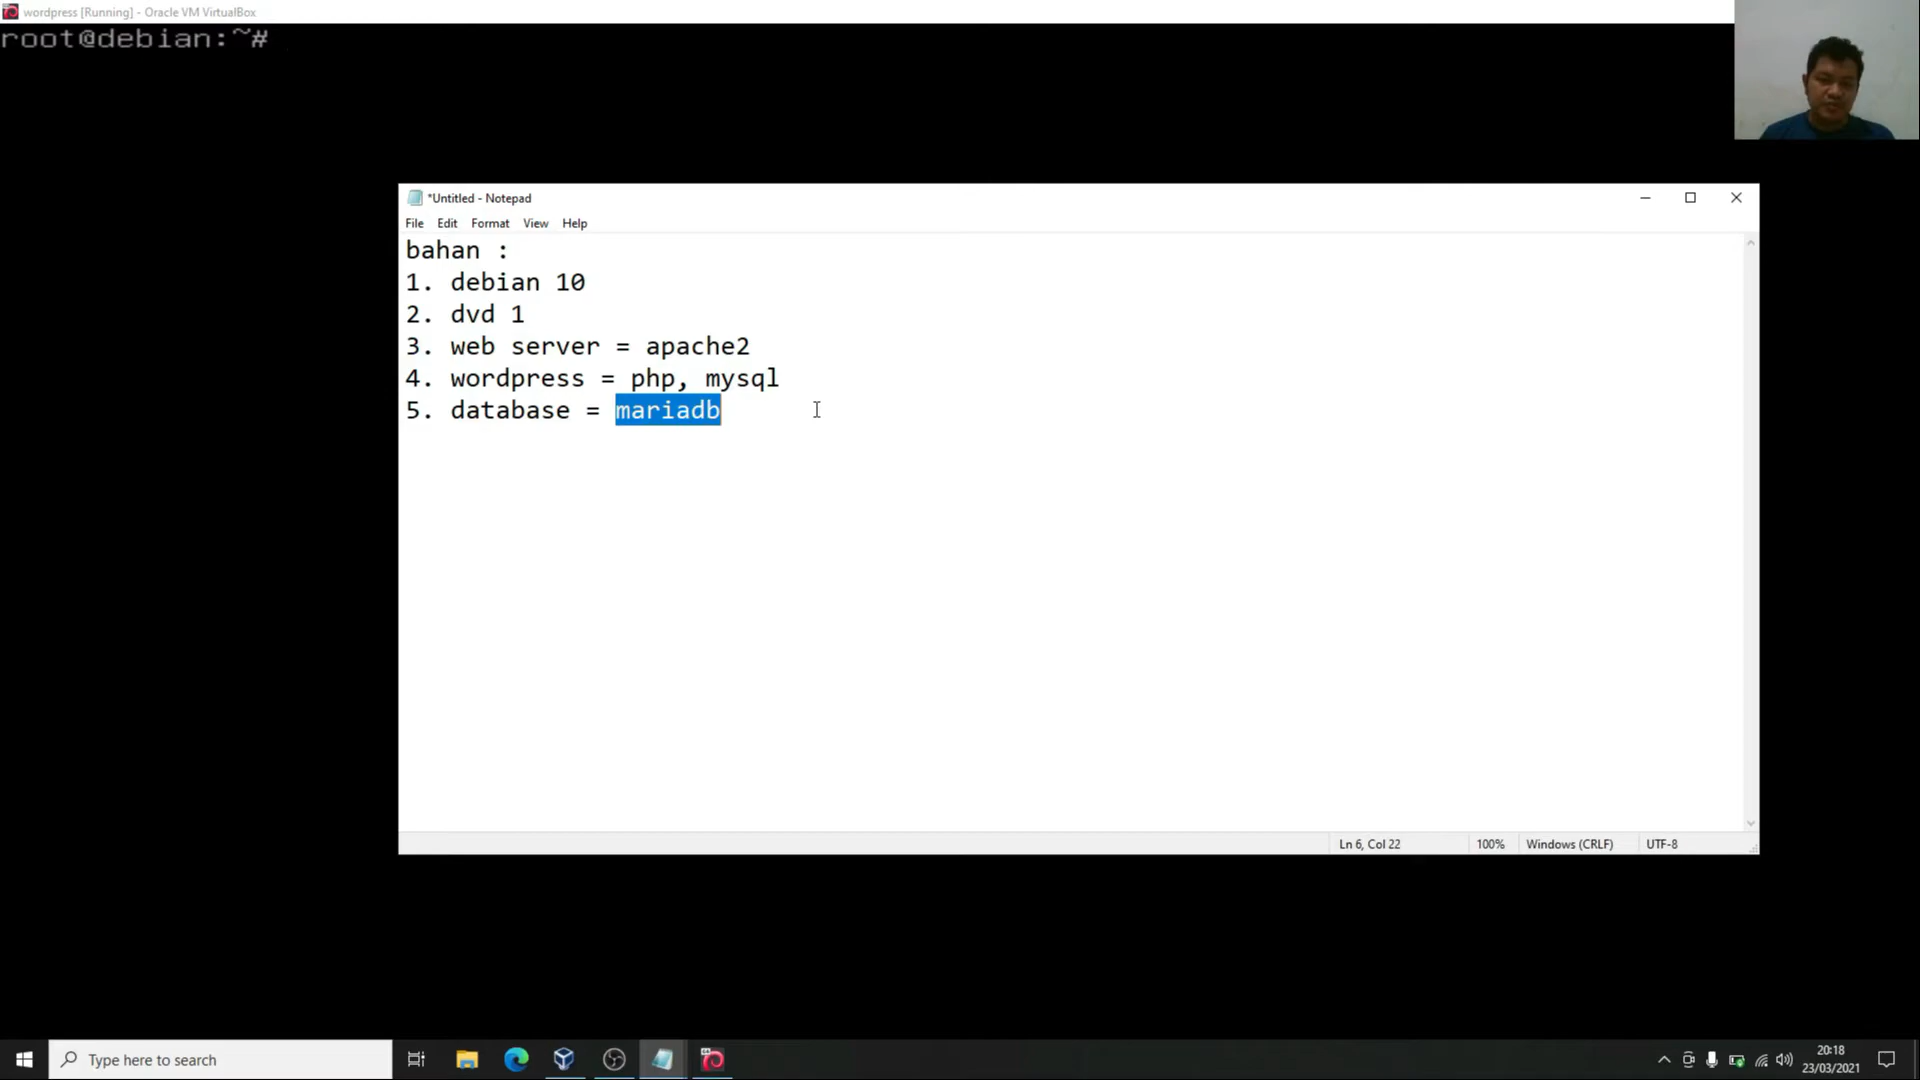 wordpress [Running] - Oracle VM VirtualBox
root@debian:~#
*Untitled - Notepad
File Edit Format View Help
bahan :
1. debian 10
2. dvd 1
3. web server = apache2
4. wordpress = php, mysql
5. database = mariadb
Ln 6, Col 22 100% Windows (CRLF) UTF-8
Type here to search
20:18
23/03/2021